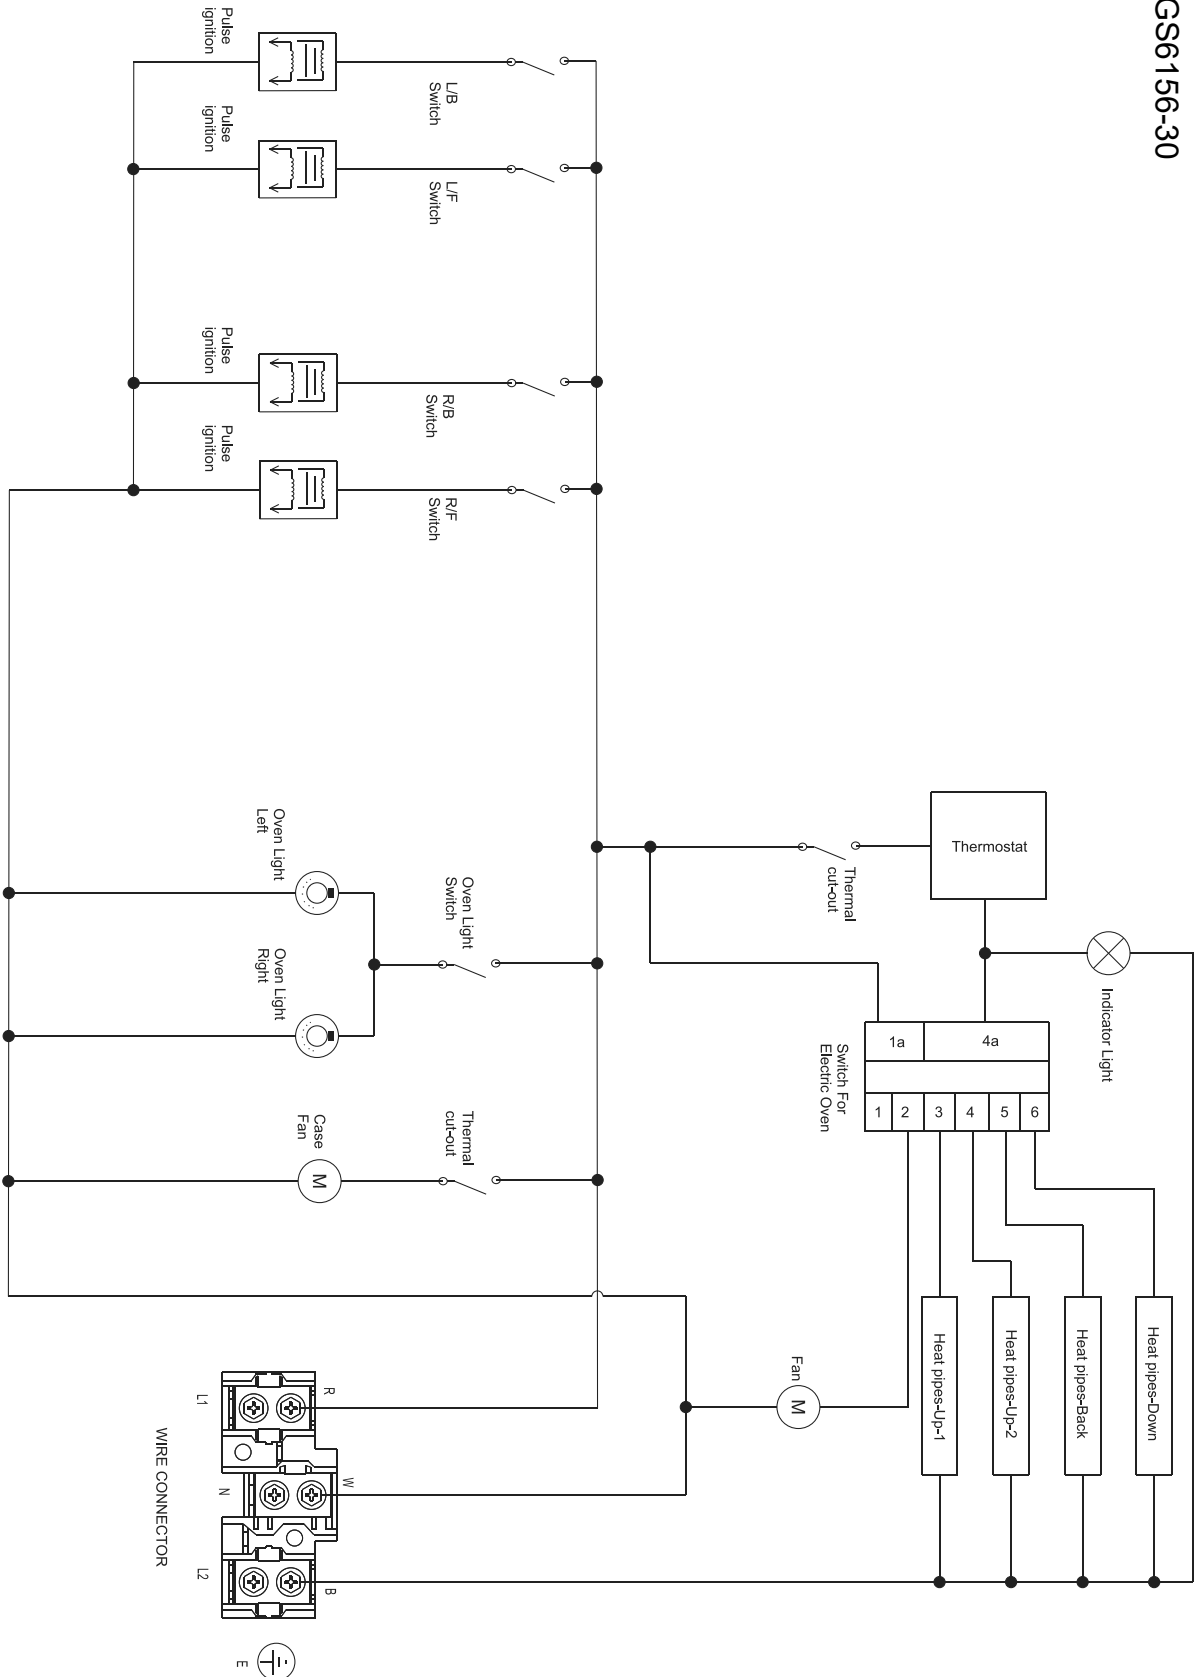 GS6156-30
Pulse
ignition
L/B
Switch
Pulse
ignition
L/F
Switch
Pulse
ignition
R/B
Switch
Pulse
ignition
R/F
Switch
Thermostat
Thermal
cut-out
Oven Light
Left
Oven Light
Switch
Oven Light
Right
Indicator Light
1a
4a
Switch For
Electric Oven
1
2
3
4
5
6
Case
Fan
M
Thermal
cut-out
Heat pipes-Up-1
Heat pipes-Up-2
Heat pipes-Back
Heat pipes-Down
Fan
M
R
L1
W
N
B
L2
WIRE CONNECTOR
E